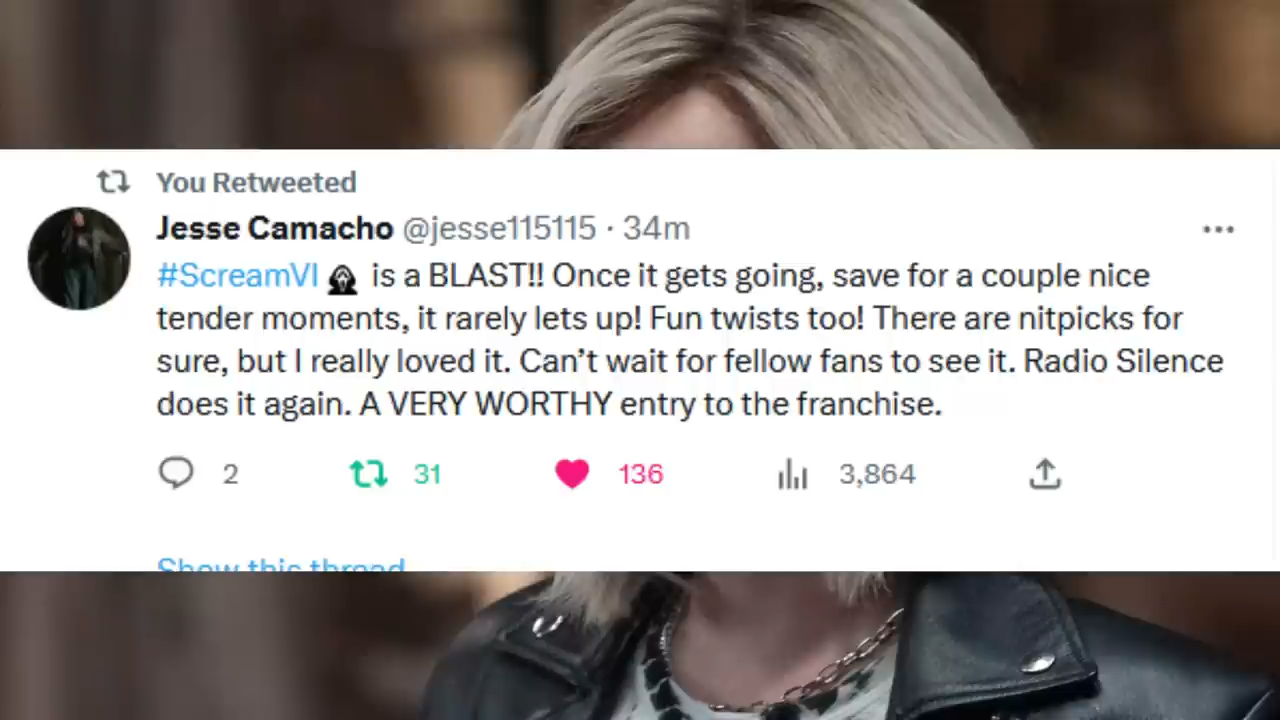 You Retweeted
Jesse Camacho @jesse115115 · 34m
#ScreamVI is a BLAST!! Once it gets going, save for a couple nice
tender moments, it rarely lets up! Fun twists too! There are nitpicks for
sure, but I really loved it. Can’t wait for fellow fans to see it. Radio Silence
does it again. A VERY WORTHY entry to the franchise.
2 31 136 3,864
Show this thread